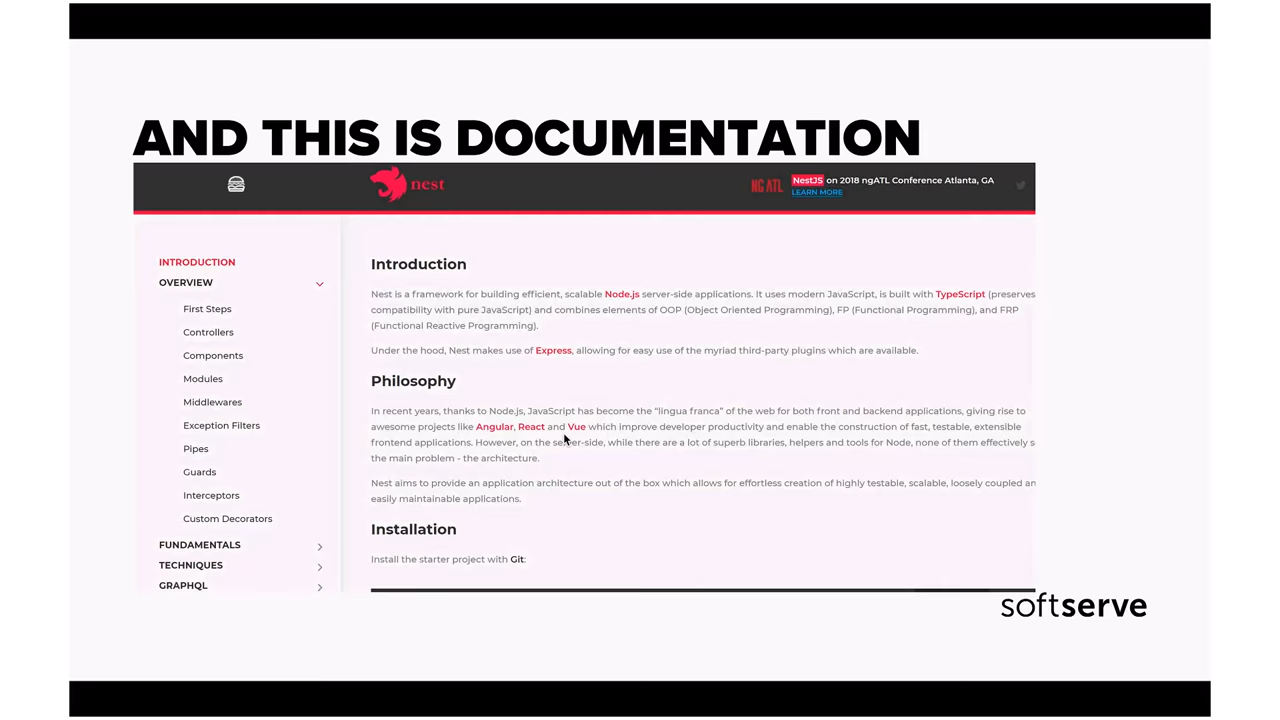 AND THIS IS DOCUMENTATION
nest
NG ATL
NestJS on 2018 ngATL Conference Atlanta, GA
LEARN MORE
INTRODUCTION
OVERVIEW
First Steps
Controllers
Components
Modules
Middlewares
Exception Filters
Pipes
Guards
Interceptors
Custom Decorators
FUNDAMENTALS
TECHNIQUES
GRAPHQL
Introduction
Nest is a framework for building efficient, scalable Node.js server-side applications. It uses modern JavaScript, is built with TypeScript (preserves
compatibility with pure JavaScript) and combines elements of OOP (Object Oriented Programming), FP (Functional Programming), and FRP
(Functional Reactive Programming).
Under the hood, Nest makes use of Express, allowing for easy use of the myriad third-party plugins which are available.
Philosophy
In recent years, thanks to Node.js, JavaScript has become the “lingua franca” of the web for both front and backend applications, giving rise to
awesome projects like Angular, React and Vue which improve developer productivity and enable the construction of fast, testable, extensible
frontend applications. However, on the server-side, while there are a lot of superb libraries, helpers and tools for Node, none of them effectively s
the main problem - the architecture.
Nest aims to provide an application architecture out of the box which allows for effortless creation of highly testable, scalable, loosely coupled an
easily maintainable applications.
Installation
Install the starter project with Git:
softserve